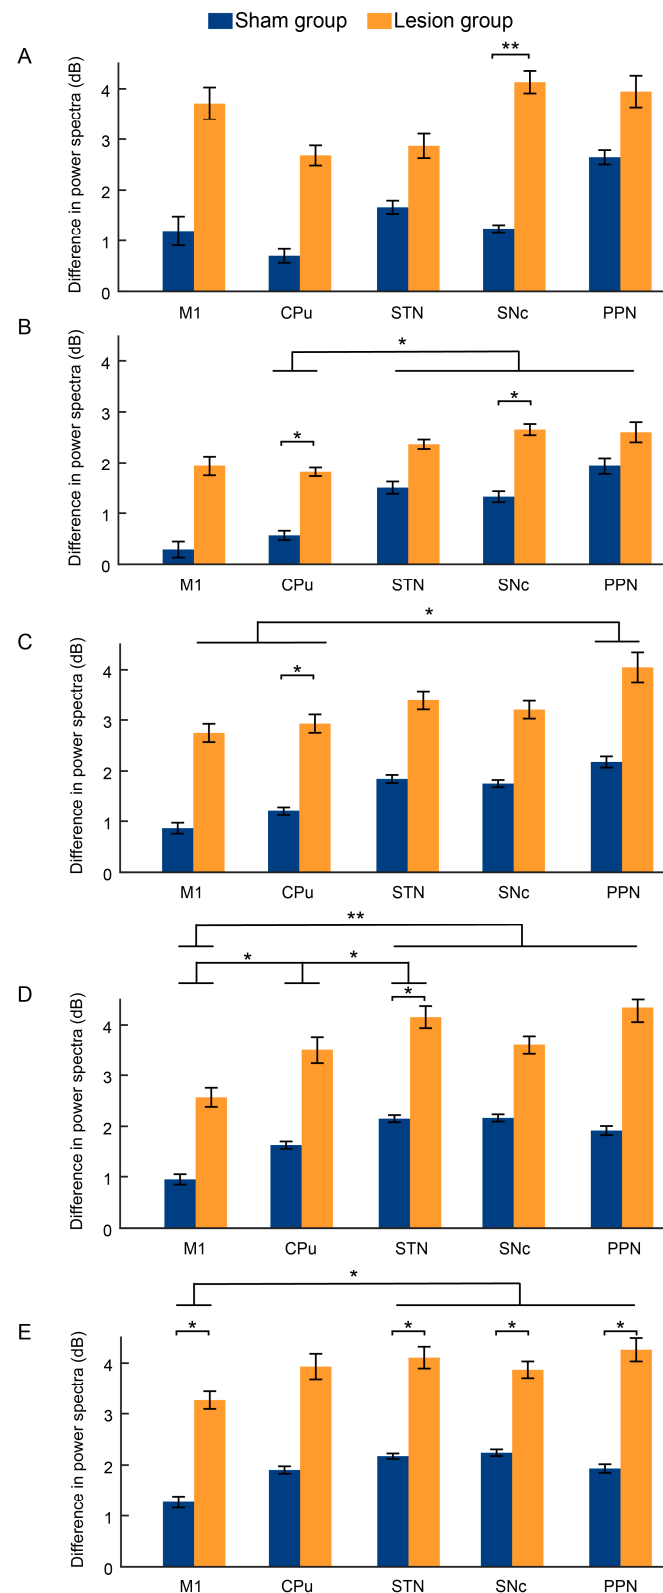 Sham group Lesion group
A
Difference in power spectra (dB)
4
3
2
1
0
**
M1 CPu STN SNc PPN
B
Difference in power spectra (dB)
4
3
2
1
0
*
*
*
M1 CPu STN SNc PPN
C
Difference in power spectra (dB)
4
3
2
1
0
*
*
M1 CPu STN SNc PPN
D
Difference in power spectra (dB)
4
3
2
1
0
**
* *
*
M1 CPu STN SNc PPN
E
Difference in power spectra (dB)
4
3
2
1
0
*
* * * *
M1 CPu STN SNc PPN